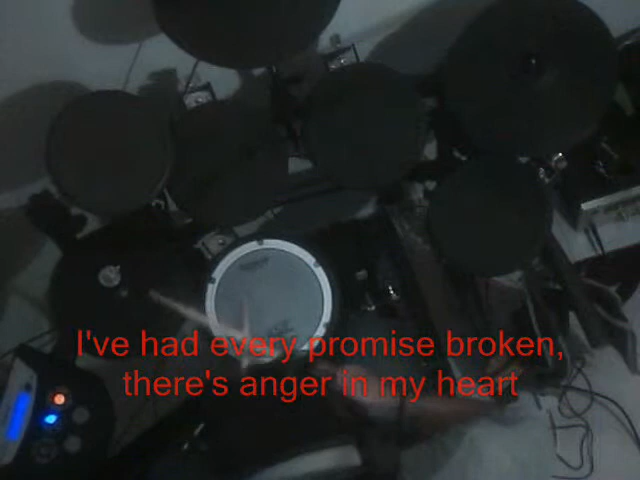 I've had every promise broken,
there's anger in my heart